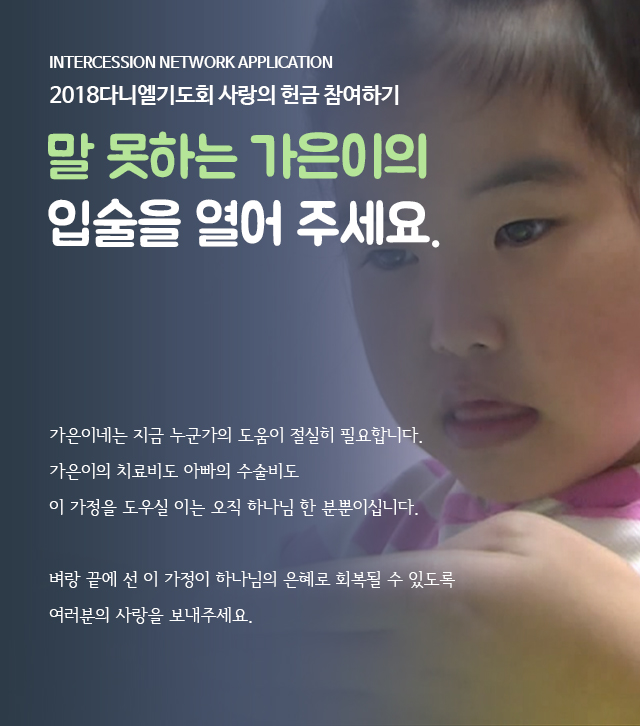 INTERCESSION NETWORK APPLICATION
2018다니엘기도회 사랑의 헌금 참여하기
말 못하는 가은이의
입술을 열어 주세요.
가은이네는 지금 누군가의 도움이 절실히 필요합니다.
가은이의 치료비도 아빠의 수술비도
이 가정을 도우실 이는 오직 하나님 한 분뿐이십니다.
벼랑 끝에 선 이 가정이 하나님의 은혜로 회복될 수 있도록
여러분의 사랑을 보내주세요.